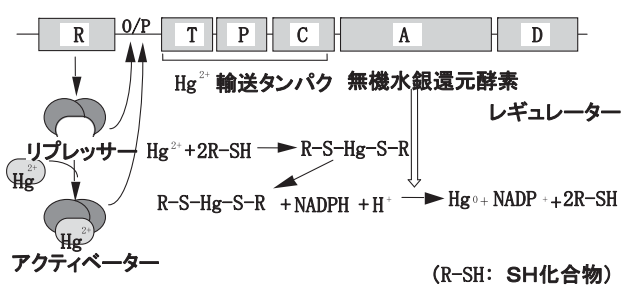 R O/P T P C A D
Hg2+ 輸送タンパク 無機水銀還元酵素
レギュレーター
リプレッサー Hg2++2R-SH R-S-Hg-S-R
Hg2+
R-S-Hg-S-R +NADPH +H+ Hg0+ NADP++2R-SH
Hg2+
アクティベーター
(R-SH: SH化合物)